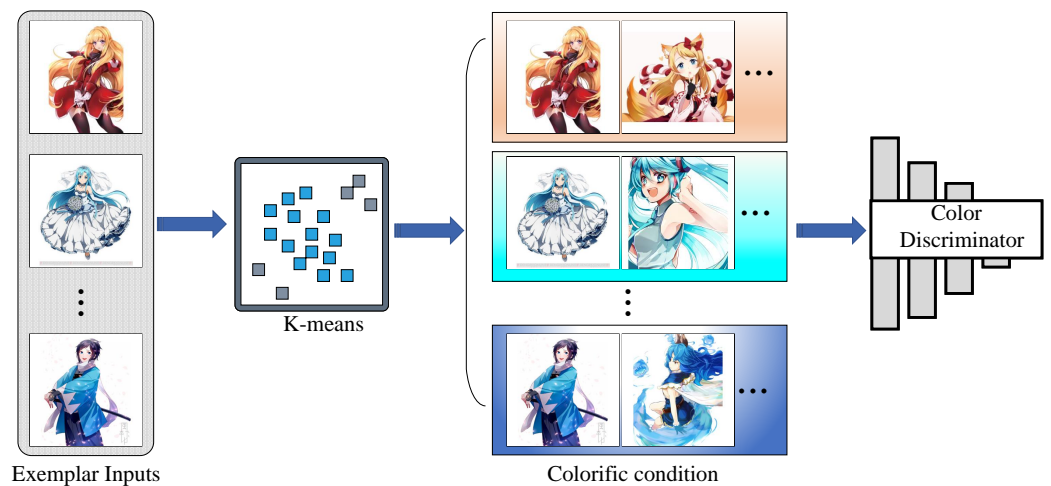 Color
Discriminator
K-means
Exemplar Inputs
Colorific condition